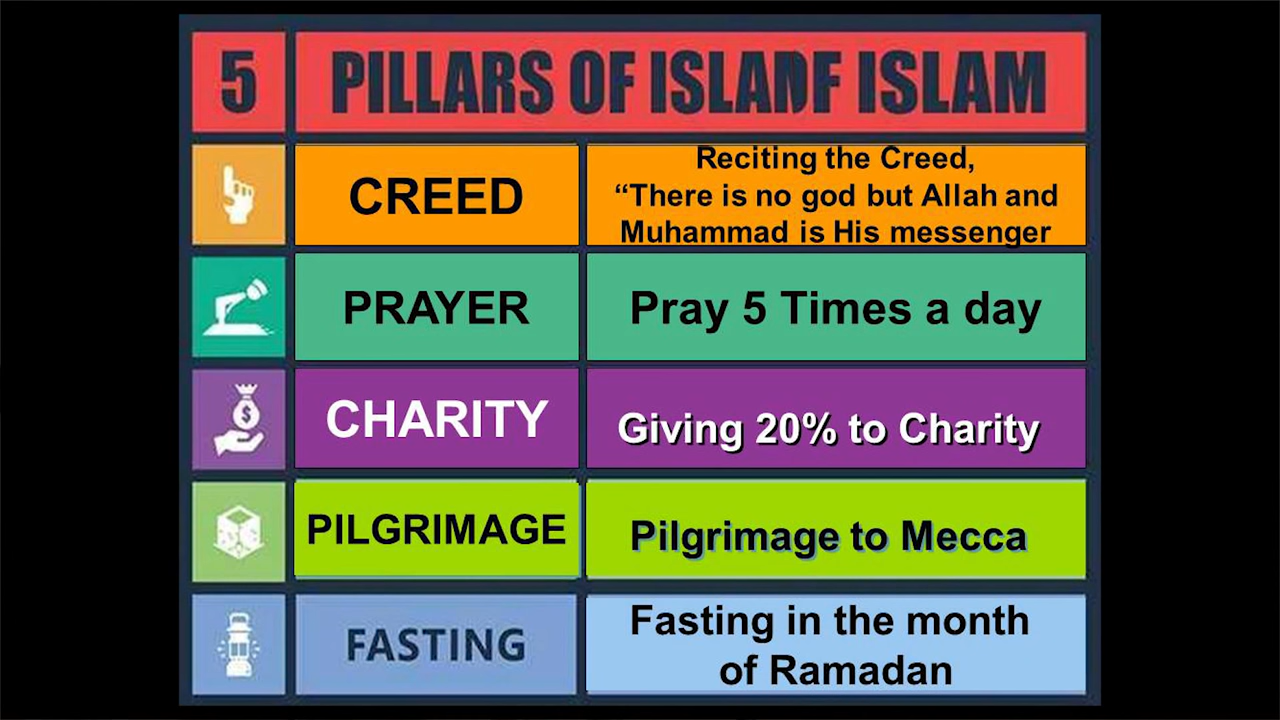 5 PILLARS OF ISLAMF ISLAM
CREED
Reciting the Creed,
“There is no god but Allah and
Muhammad is His messenger
PRAYER
Pray 5 Times a day
CHARITY
Giving 20% to Charity
PILGRIMAGE
Pilgrimage to Mecca
FASTING
Fasting in the month
of Ramadan